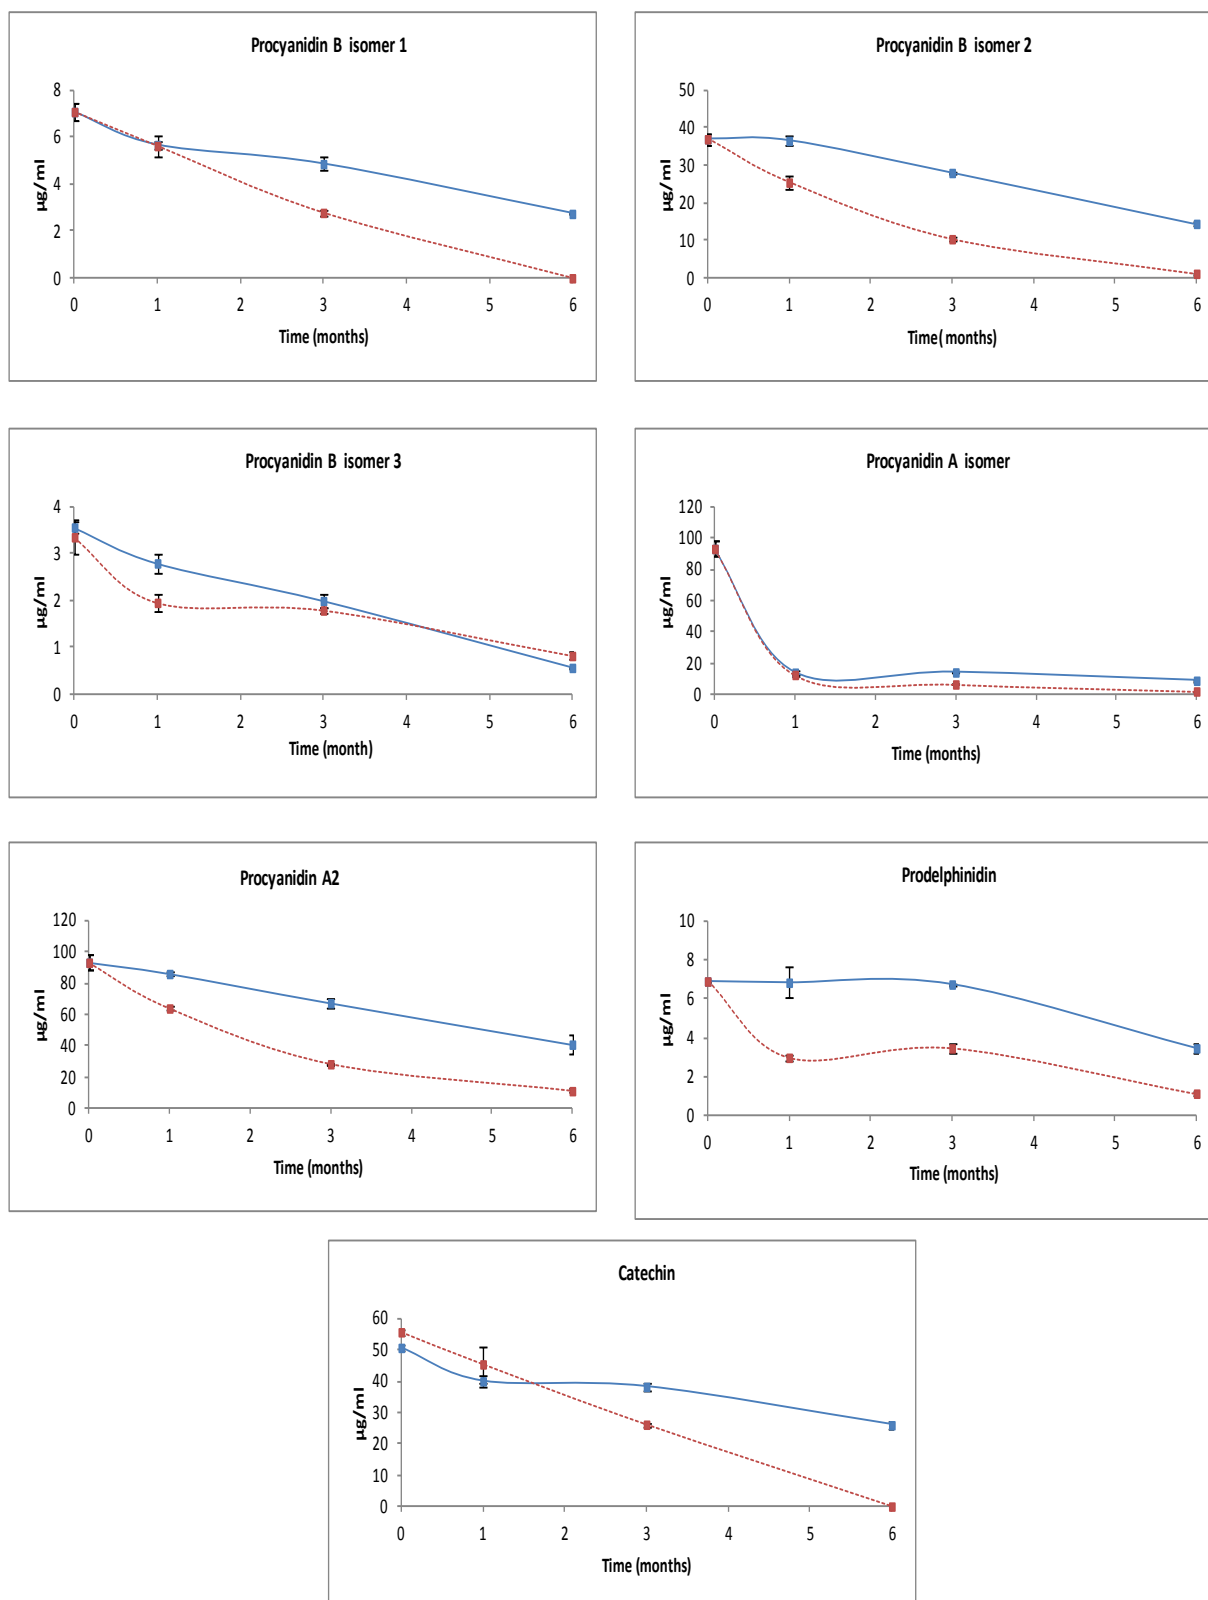 Procyanidin B isomer 1
8
6
4
2
0
µg/ml
0 1 2 3 4 5 6
Time (months)
Procyanidin B isomer 2
50
40
30
20
10
0
µg/ml
0 1 2 3 4 5 6
Time( months)
Procyanidin B isomer 3
4
3
2
1
0
µg/ml
0 1 2 3 4 5 6
Time (month)
Procyanidin A isomer
120
100
80
60
40
20
0
µg/ml
0 1 2 3 4 5 6
Time (months)
Procyanidin A2
120
100
80
60
40
20
0
µg/ml
0 1 2 3 4 5 6
Time (months)
Prodelphinidin
10
8
6
4
2
0
µg/ml
0 1 2 3 4 5 6
Time (months)
Catechin
60
50
40
30
20
10
0
µg/ml
0 1 2 3 4 5 6
Time (months)